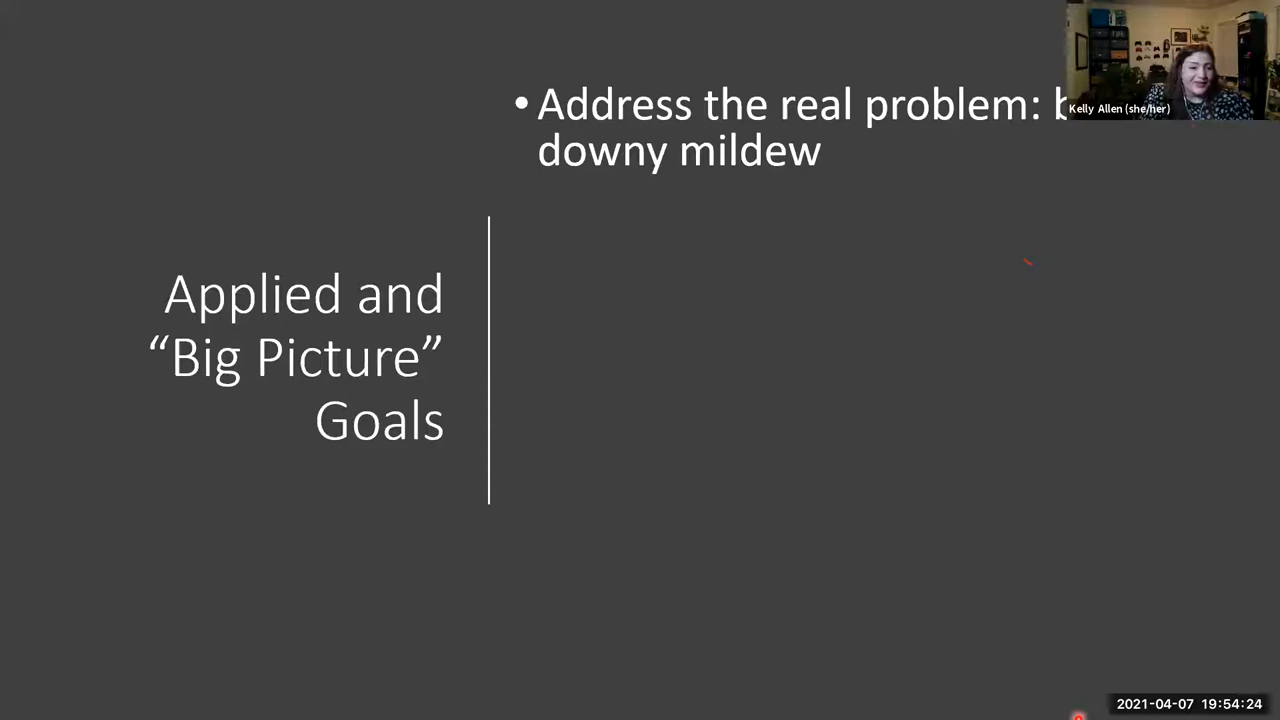 • Address the real problem: b
downy mildew
Applied and
“Big Picture”
Goals
Kelly Allen (she/her)
2021-04-07 19:54:24